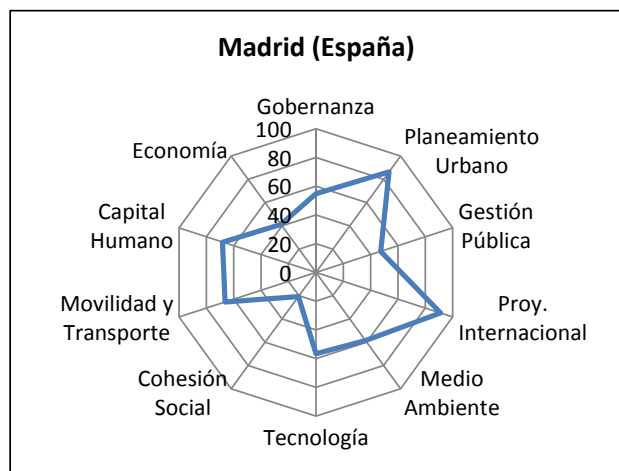 Madrid (España)
Gobernanza
Planeamiento
Urbano
Gestión
Pública
Proy.
Internacional
Medio
Ambiente
Tecnología
Cohesión
Social
Movilidad y
Transporte
Capital
Humano
Economía
100
80
60
40
20
0